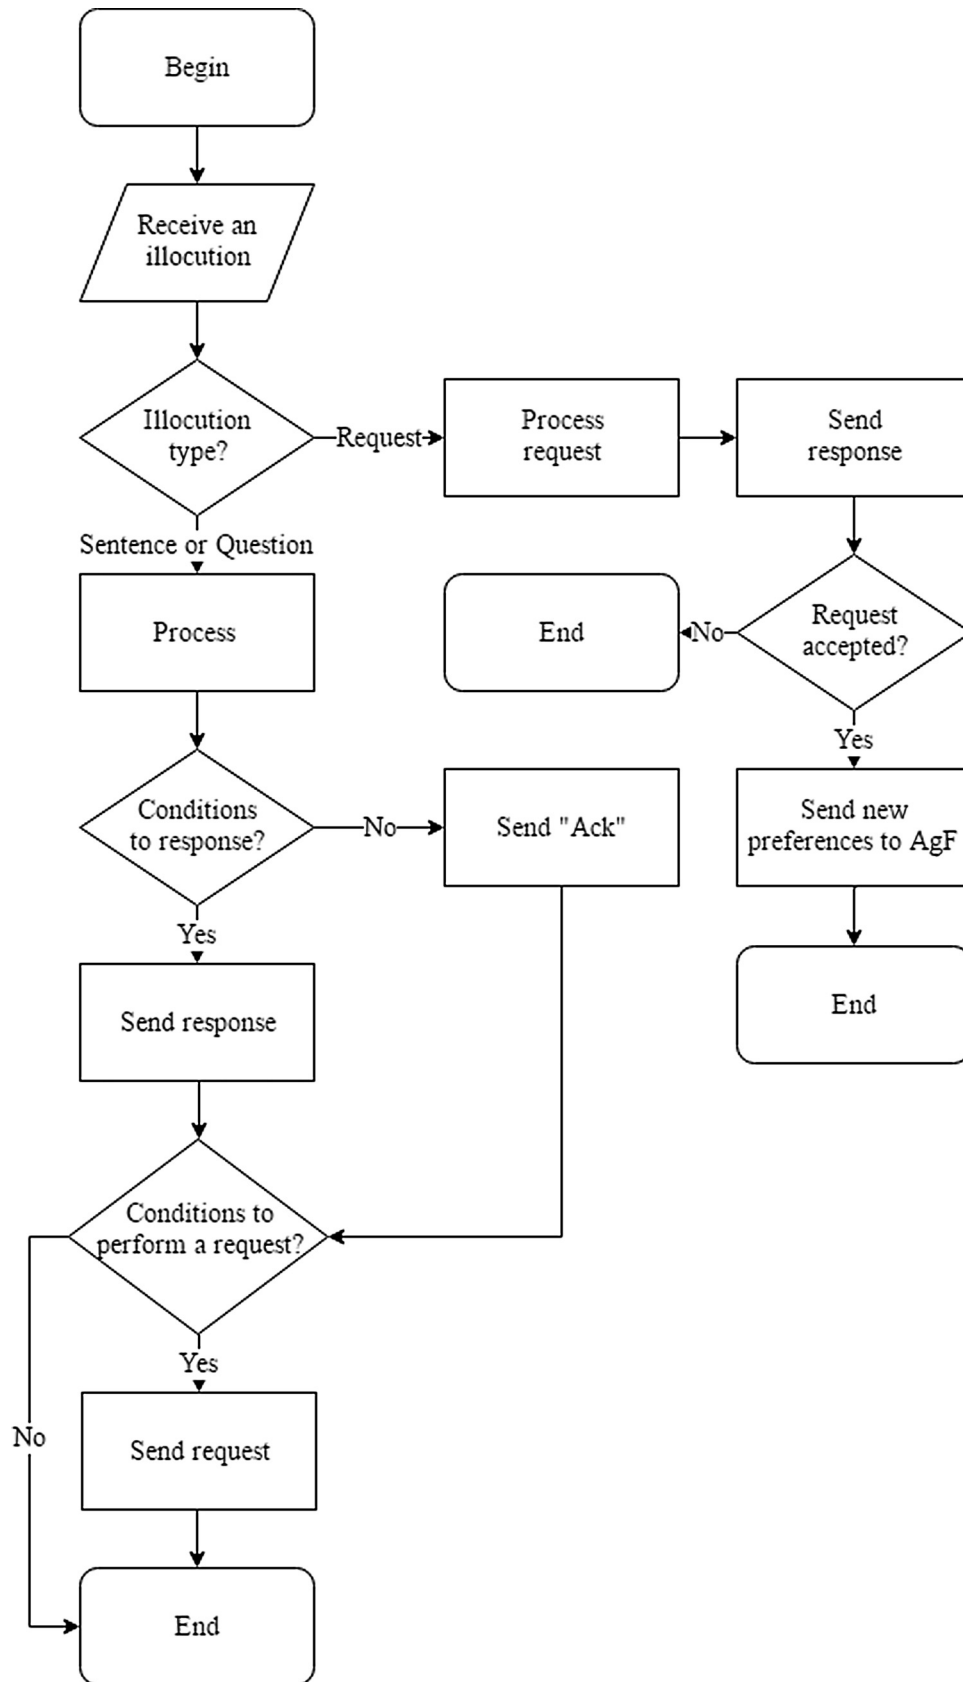 Begin
Receive an
illocution
Illocution
type?
Request
Process
request
Send
response
Sentence or Question
Process
End
No
Request
accepted?
Yes
Conditions
to response?
No
Send "Ack"
Send new
preferences to AgF
Yes
Send response
End
Conditions to
perform a request?
Yes
No
Send request
End